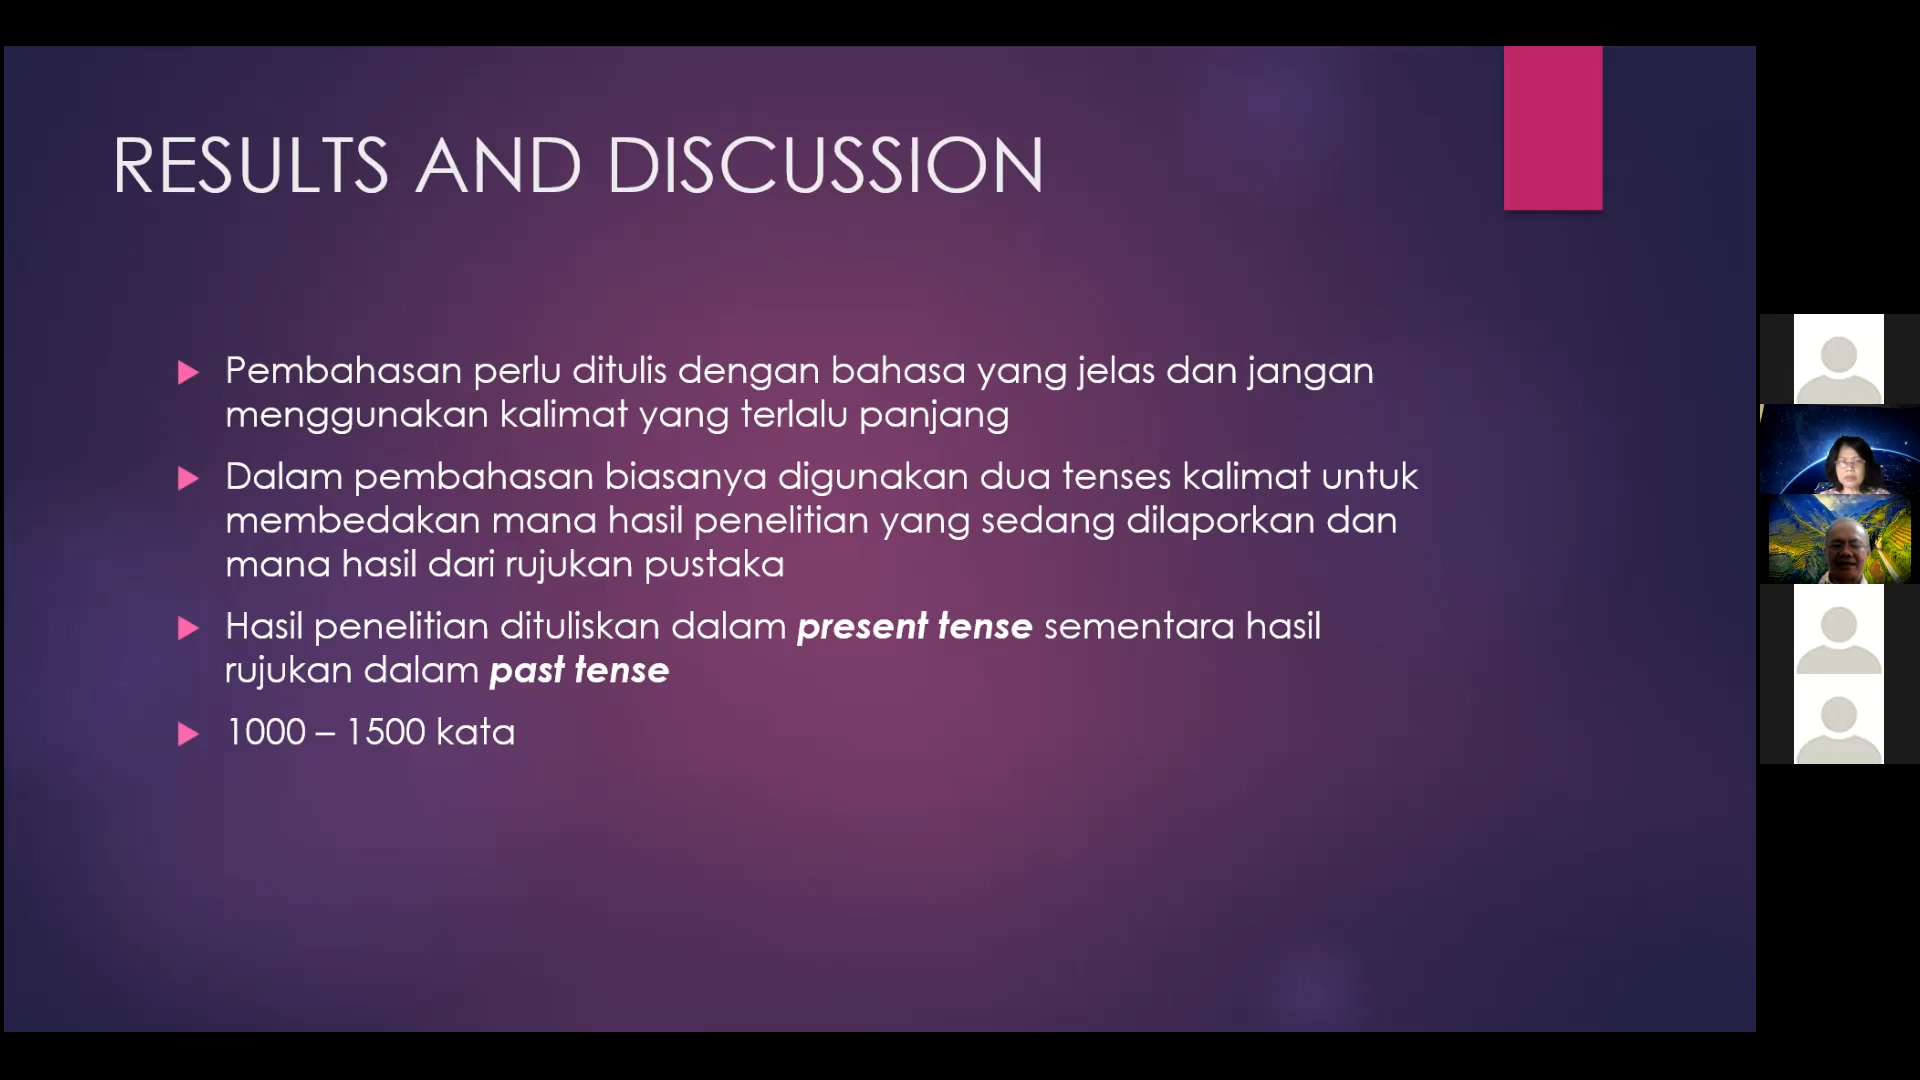 RESULTS AND DISCUSSION
Pembahasan perlu ditulis dengan bahasa yang jelas dan jangan
menggunakan kalimat yang terlalu panjang
Dalam pembahasan biasanya digunakan dua tenses kalimat untuk
membedakan mana hasil penelitian yang sedang dilaporkan dan
mana hasil dari rujukan pustaka
Hasil penelitian dituliskan dalam present tense sementara hasil
rujukan dalam past tense
1000 – 1500 kata